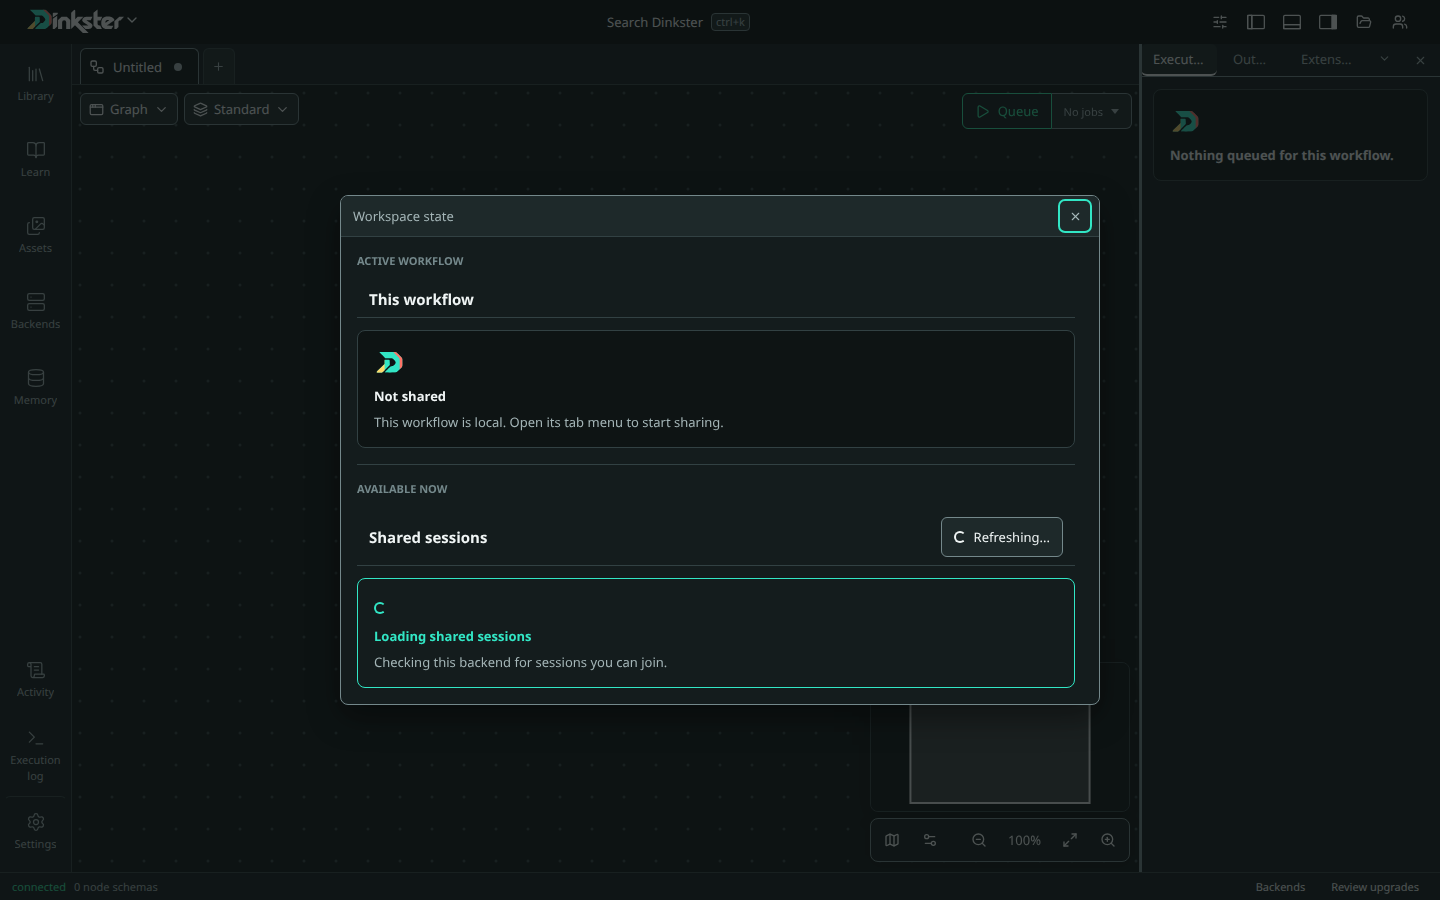 Dinkster
Search Dinkster ctrl+k
Library
Learn
Assets
Backends
Memory
Activity
Execution
log
Settings
Untitled
+
Graph
Standard
Queue
No jobs
Execut...
Out...
Extens...
Nothing queued for this workflow.
Workspace state
ACTIVE WORKFLOW
This workflow
Not shared
This workflow is local. Open its tab menu to start sharing.
AVAILABLE NOW
Shared sessions
Refreshing...
Loading shared sessions
Checking this backend for sessions you can join.
100%
connected 0 node schemas
Backends
Review upgrades